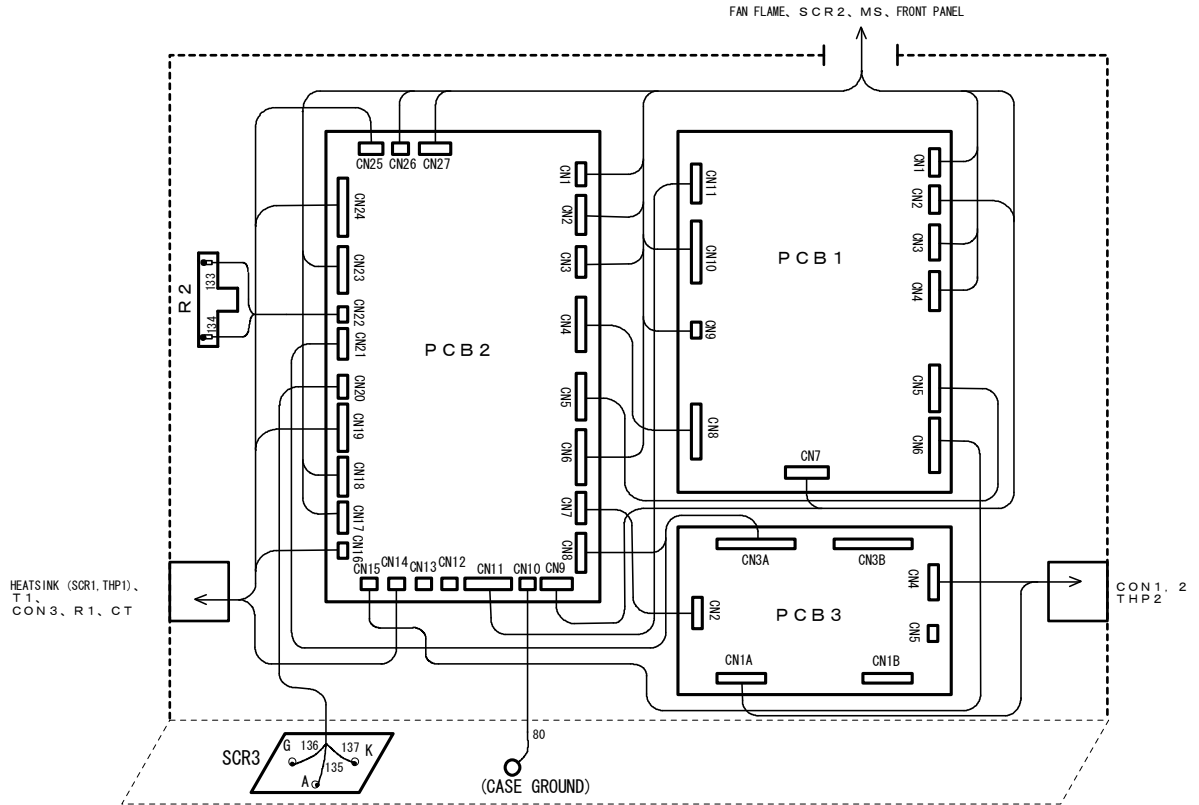 FAN FLAME、SCR2、MS、FRONT PANEL
CN25
CN26
CN27
CN24
CN23
CN22
CN21
CN20
CN19
CN18
CN17
CN16
CN15
CN14
CN13
CN12
CN11
CN10
CN9
CN1
CN2
CN3
CN4
CN5
CN6
CN7
CN8
PCB2
R2
133
134
CN11
CN10
CN9
CN8
CN7
CN1
CN2
CN3
CN4
CN5
CN6
PCB1
CN3A
CN3B
CN4
CN5
CN2
CN1A
CN1B
PCB3
HEATSINK (SCR1, THP1)、
T1、
CON3、R1、CT
CON1, 2
THP2
SCR3
G
136
137
K
135
A
80
(CASE GROUND)